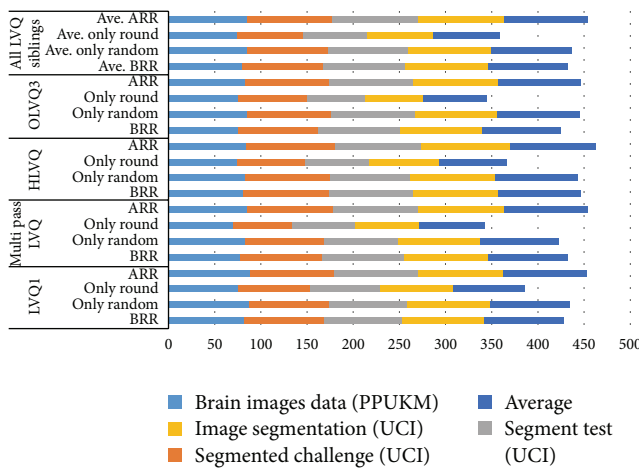 All LVQ
siblings
Ave. ARR
Ave. only round
Ave. only random
Ave. BRR
OLVQ3
ARR
Only round
Only random
BRR
HLVQ
ARR
Only round
Only random
BRR
Multi pass
LVQ
ARR
Only round
Only random
BRR
LVQ1
ARR
Only round
Only random
BRR
0 50 100 150 200 250 300 350 400 450 500
Brain images data (PPUKM)
Image segmentation (UCI)
Segmented challenge (UCI)
Average
Segment test
(UCI)